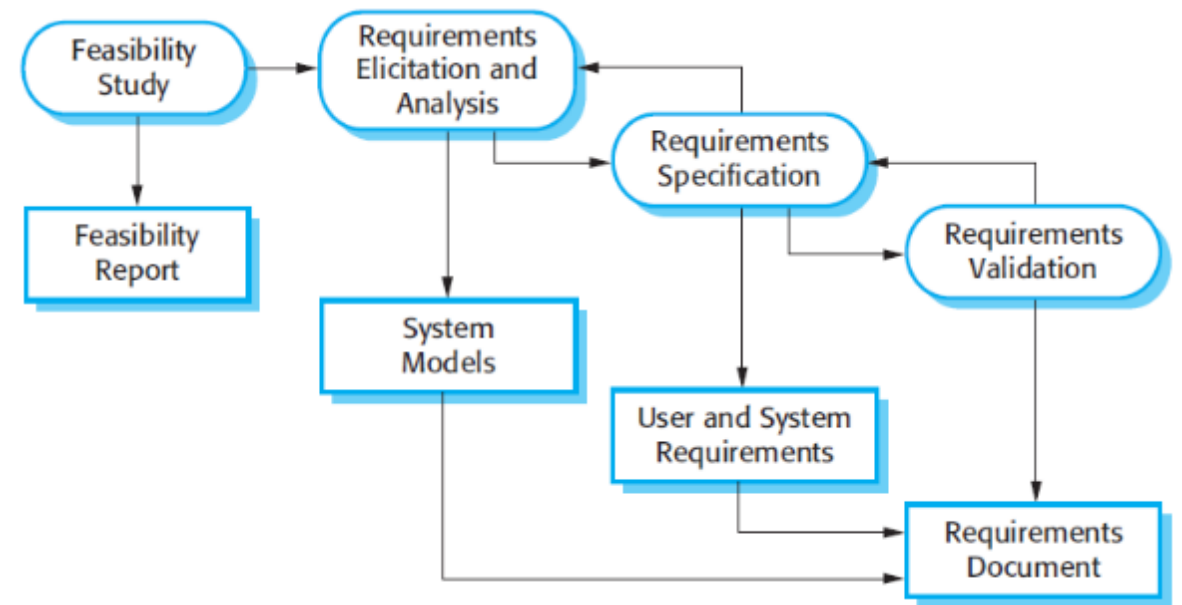 Feasibility
Study
Requirements
Elicitation and
Analysis
Requirements
Specification
Requirements
Validation
Feasibility
Report
System
Models
User and System
Requirements
Requirements
Document